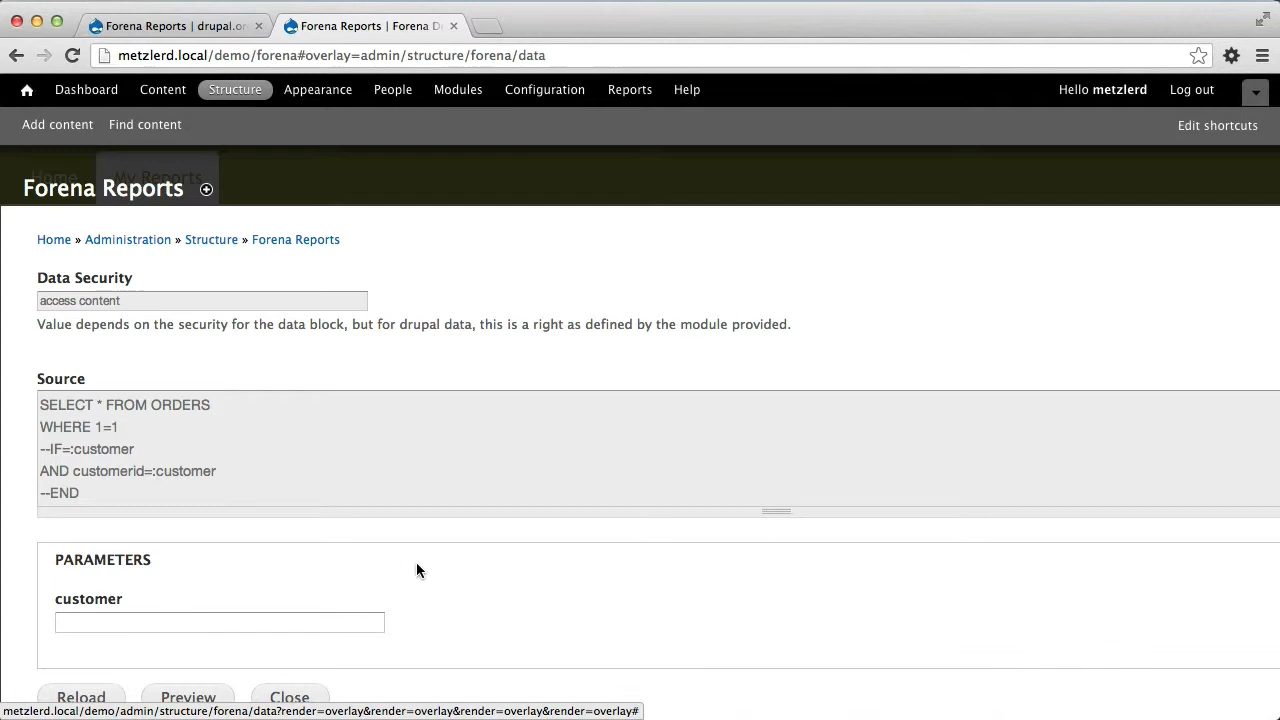 Forena Reports | drupal.or
Forena Reports | Forena D
metzlerd.local/demo/forena#overlay=admin/structure/forena/data
Dashboard Content Structure Appearance People Modules Configuration Reports Help Hello metzlerd Log out
Add content Find content Edit shortcuts
Home My Reports
Forena Reports
Home » Administration » Structure » Forena Reports
Data Security
access content
Value depends on the security for the data block, but for drupal data, this is a right as defined by the module provided.
Source
SELECT * FROM ORDERS
WHERE 1=1
--IF=:customer
AND customerid=:customer
--END
PARAMETERS
customer
Reload Preview Close
metzlerd.local/demo/admin/structure/forena/data?render=overlay&render=overlay&render=overlay&render=overlay#